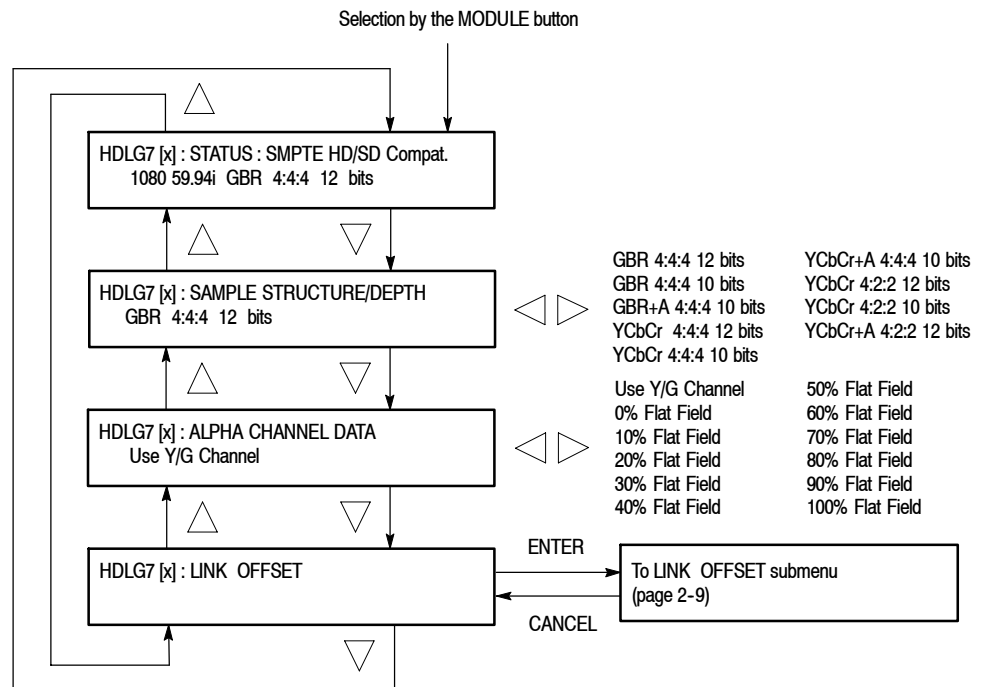 Selection by the MODULE button
HDLG7 [x] : STATUS : SMPTE HD/SD Compat.
1080 59.94i GBR 4:4:4 12 bits
HDLG7 [x] : SAMPLE STRUCTURE/DEPTH
GBR 4:4:4 12 bits
GBR 4:4:4 12 bits
GBR 4:4:4 10 bits
GBR+A 4:4:4 10 bits
YCbCr 4:4:4 12 bits
YCbCr 4:4:4 10 bits
YCbCr+A 4:4:4 10 bits
YCbCr 4:2:2 12 bits
YCbCr 4:2:2 10 bits
YCbCr+A 4:2:2 12 bits
HDLG7 [x] : ALPHA CHANNEL DATA
Use Y/G Channel
Use Y/G Channel
0% Flat Field
10% Flat Field
20% Flat Field
30% Flat Field
40% Flat Field
50% Flat Field
60% Flat Field
70% Flat Field
80% Flat Field
90% Flat Field
100% Flat Field
HDLG7 [x] : LINK OFFSET
ENTER
CANCEL
To LINK OFFSET submenu
(page 2-9)